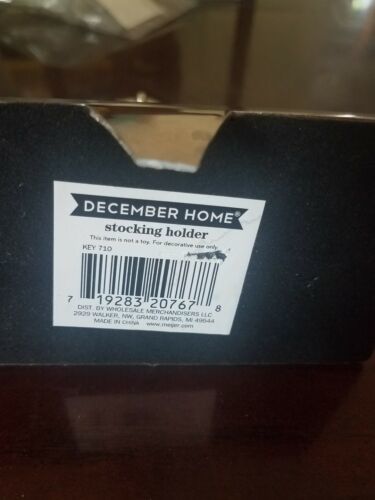 DECEMBER HOME®
stocking holder
This item is not a toy. For decorative use only.
KEY 710
7 19283 20767 8
DIST. BY WHOLESALE MERCHANDISERS LLC
2929 WALKER, NW, GRAND RAPIDS, MI 49544
MADE IN CHINA www.meijer.com